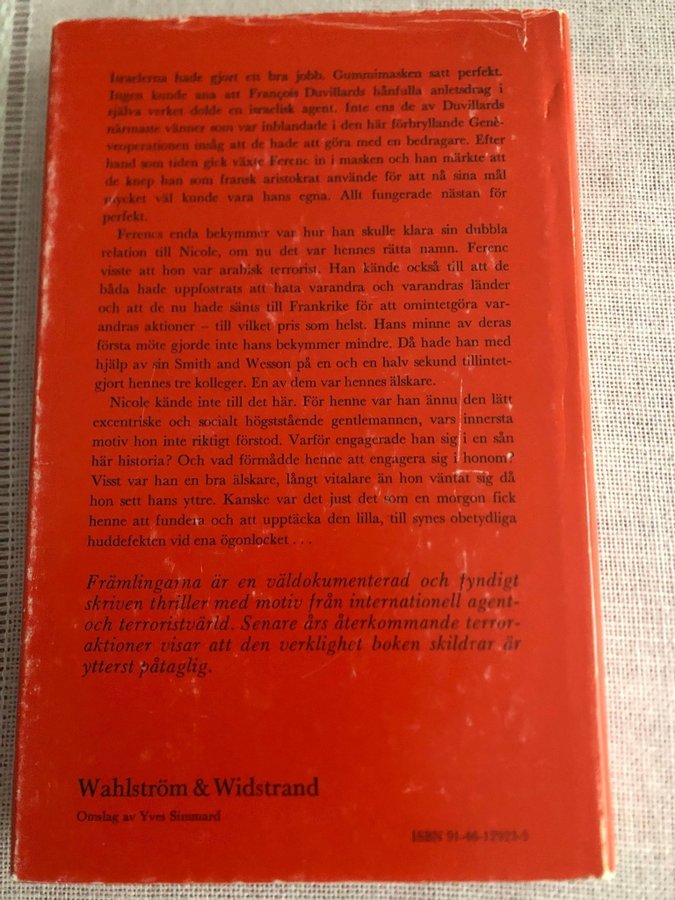 Israelerna hade gjort en bra jobb. Gummimasken satt perfekt.
Ingen kunde ana att François Duvillards hånfulla anletsdrag i
själva verket dolde en israelisk agent. Inte ens de av Duvillards
närmaste vänner som var inblandade i den här förbryllande Genè-
veoperationen insåg att de hade att göra med en bedragare. Efter
hand som tiden gick växte Ferenc in i masken och han märkte att
de knep han som fransk aristokrat använde för att nå sina mål
mycket väl kunde vara hans egna. Allt fungerade nästan för
perfekt.
Ferencs enda bekymmer var hur han skulle klara sin dubbla
relation till Nicole, om nu det var hennes rätta namn. Ferenc
visste att hon var arabisk terrorist. Han kände också till att de
båda hade uppfostrats att hata varandra och varandras länder
och att de nu hade sänts till Frankrike för att omintetgöra var-
andras aktioner – till vilket pris som helst. Hans minne av deras
första möte gjorde inte hans bekymmer mindre. Då hade han med
hjälp av sin Smith and Wesson på en och en halv sekund tillintet-
gjort hennes tre kolleger. En av dem var hennes älskare.
Nicole kände inte till det här. För henne var han ännu den lätt
excentriske och socialt högststående gentlemannen, vars innersta
motiv hon inte riktigt förstod. Varför engagerade han sig i en sån
här historia? Och vad förmådde henne att engagera sig i honom?
Visst var han en bra älskare, långt vitalare än hon väntat sig då
hon sett hans yttre. Kanske var det just det som en morgon fick
henne att fundera och att upptäcka den lilla, till synes obetydliga
huddefekten vid ena ögonlocket . . .
Främlingarna är en väldokumenterad och fyndigt
skriven thriller med motiv från internationell agent-
och terroristvärld. Senare års återkommande terror-
aktioner visar att den verklighet boken skildrar är
ytterst påtaglig.
Wahlström & Widstrand
Omslag av Yves Simmard
ISBN 91-46-12923-9